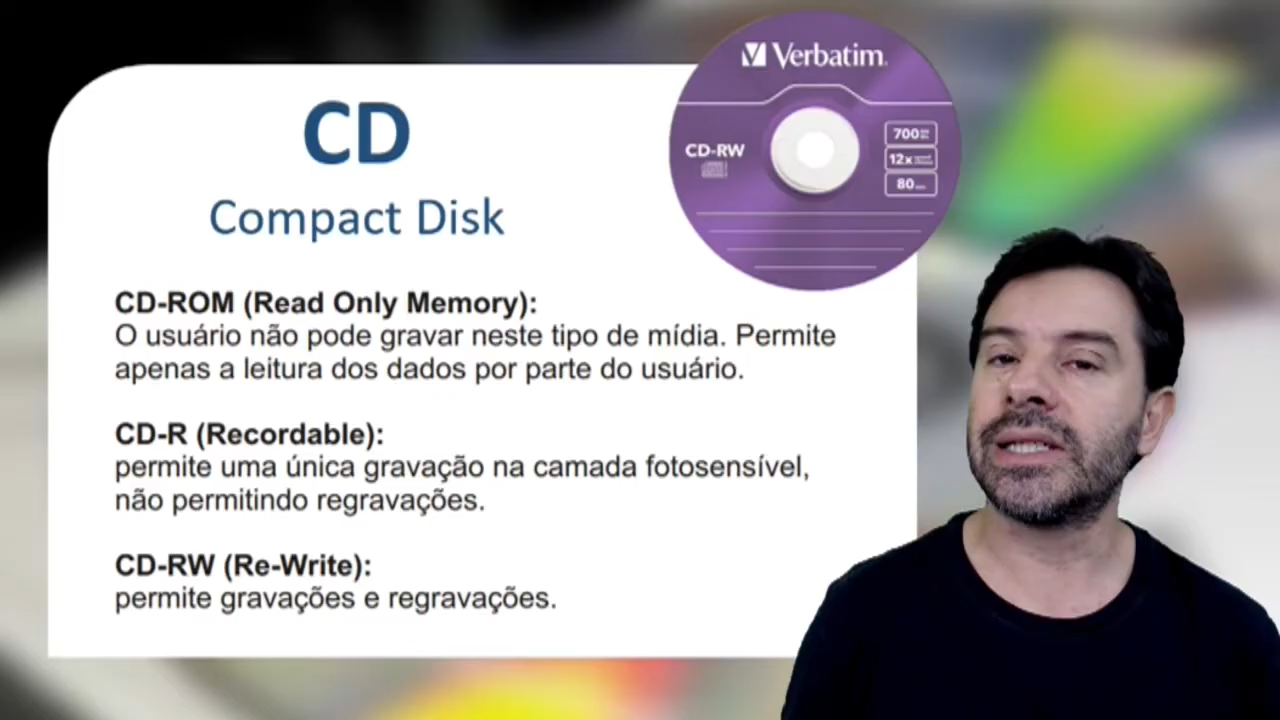 CD
Compact Disk
CD-ROM (Read Only Memory):
O usuário não pode gravar neste tipo de mídia. Permite
apenas a leitura dos dados por parte do usuário.
CD-R (Recordable):
permite uma única gravação na camada fotosensível,
não permitindo regravações.
CD-RW (Re-Write):
permite gravações e regravações.
Verbatim
CD-RW
700
12x
80